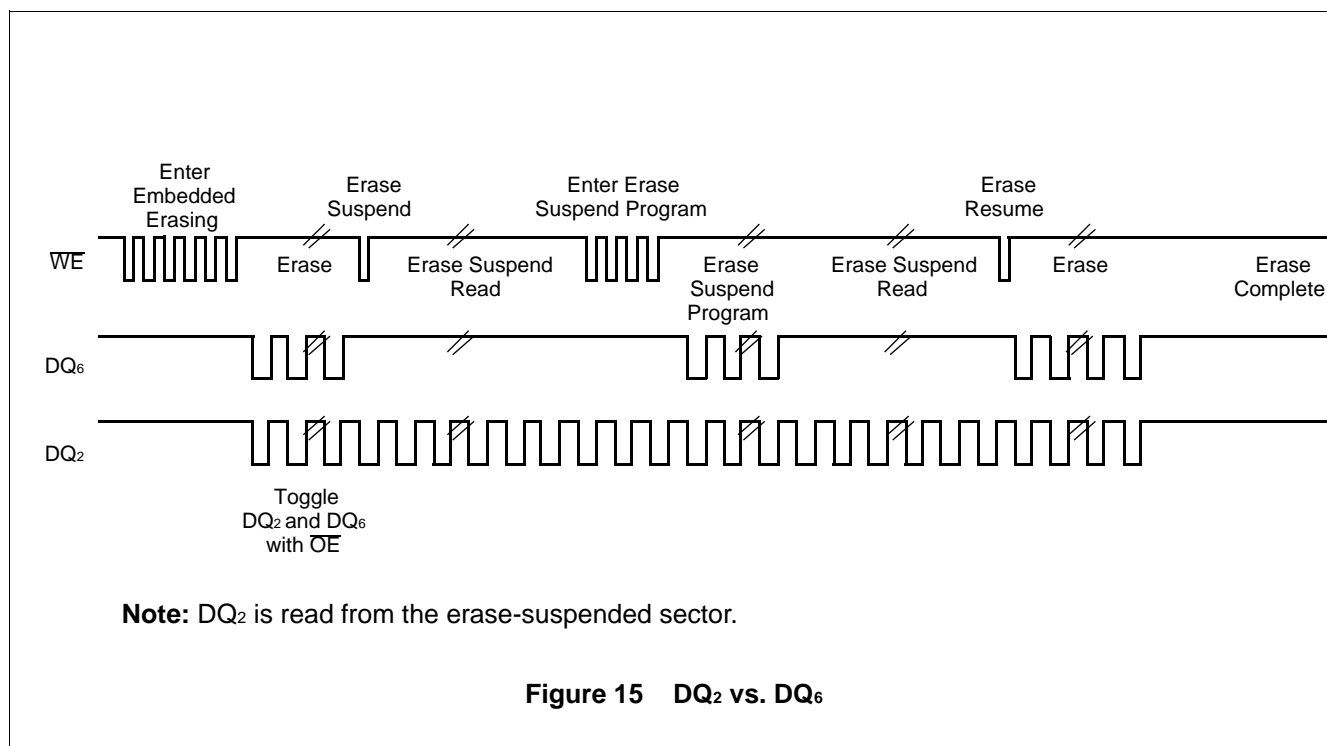 Enter
Embedded
Erasing
Erase
Suspend
Enter Erase
Suspend Program
Erase
Resume
WE
Erase
Erase Suspend
Read
Erase
Suspend
Program
Erase Suspend
Read
Erase
Erase
Complete
DQ6
DQ2
Toggle
DQ2 and DQ6
with OE
Note: DQ2 is read from the erase-suspended sector.
Figure 15 DQ2 vs. DQ6